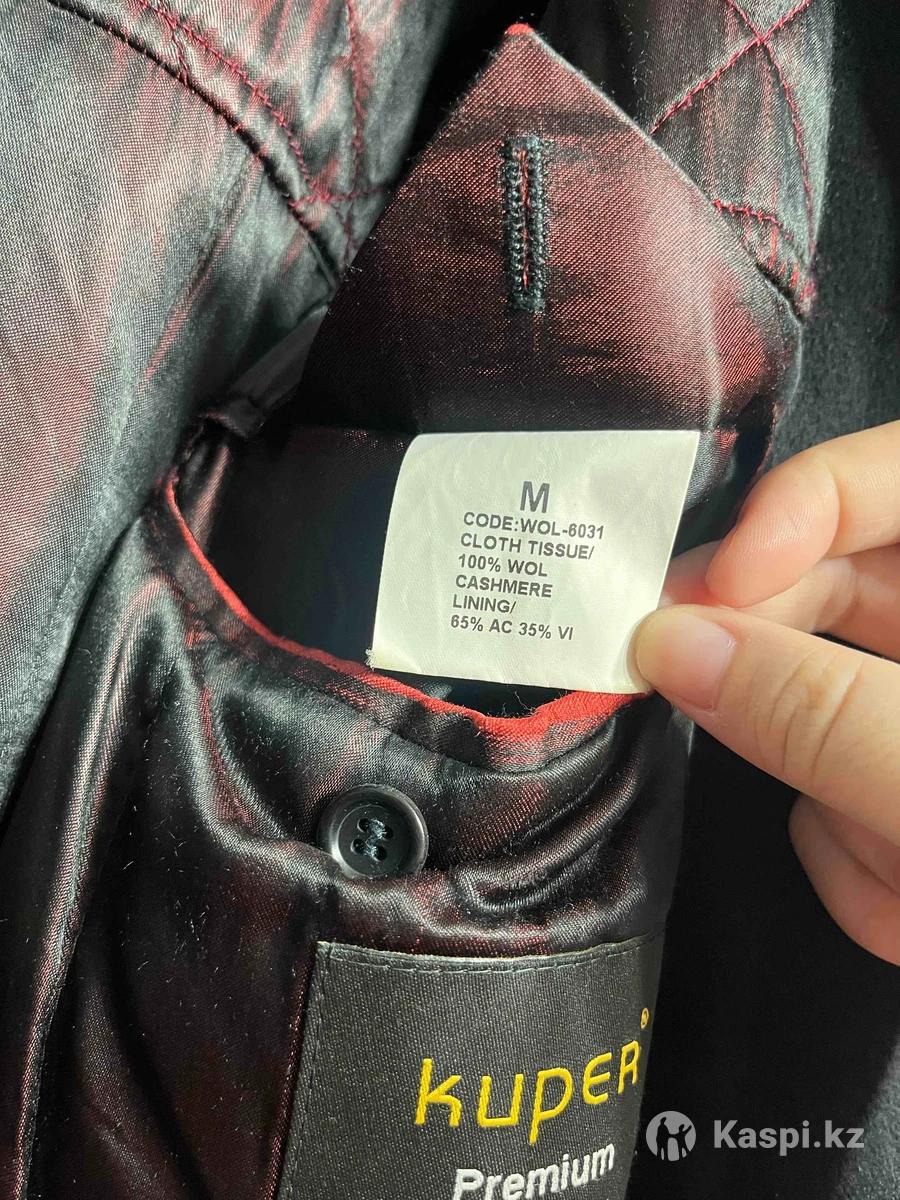 M
CODE:WOL-6031
CLOTH TISSUE/
100% WOL
CASHMERE
LINING/
65% AC 35% VI
KUPER®
Premium
Kaspi.kz